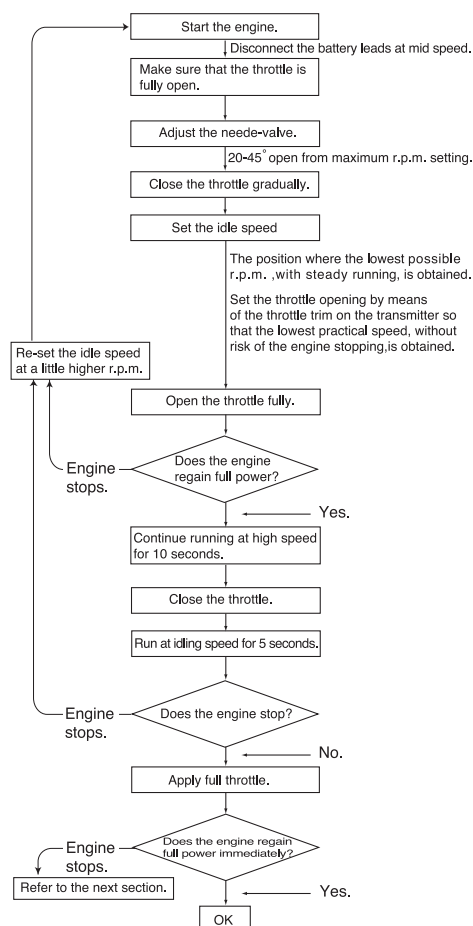 Start the engine.
Disconnect the battery leads at mid speed.
Make sure that the throttle is
fully open.
Adjust the neede-valve.
20-45° open from maximum r.p.m. setting.
Close the throttle gradually.
Set the idle speed
The position where the lowest possible
r.p.m. ,with steady running, is obtained.
Set the throttle opening by means
of the throttle trim on the transmitter so
that the lowest practical speed, without
risk of the engine stopping,is obtained.
Re-set the idle speed
at a little higher r.p.m.
Open the throttle fully.
Does the engine
regain full power?
Engine
stops.
Yes.
Continue running at high speed
for 10 seconds.
Close the throttle.
Run at idling speed for 5 seconds.
Does the engine stop?
Engine
stops.
No.
Apply full throttle.
Does the engine regain
full power immediately?
Engine
stops.
Refer to the next section.
Yes.
OK